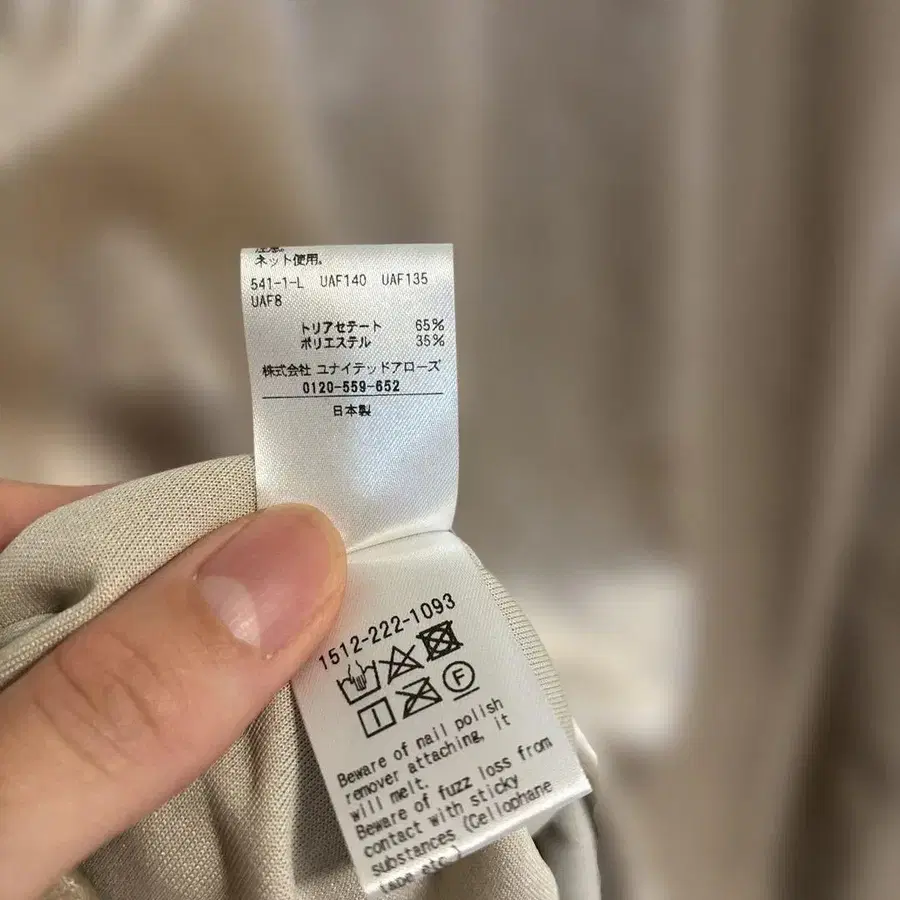 ネット使用。
541-1-L UAF140 UAF135
UAF8
トリアセテート 65%
ポリエステル 35%
株式会社 ユナイテッドアローズ
0120-559-652
日本製
1512-222-1093
F
Beware of nail polish
remover attaching, it
will melt.
Beware of fuzz loss from
contact with sticky
substances (Cellophane
tape etc.)